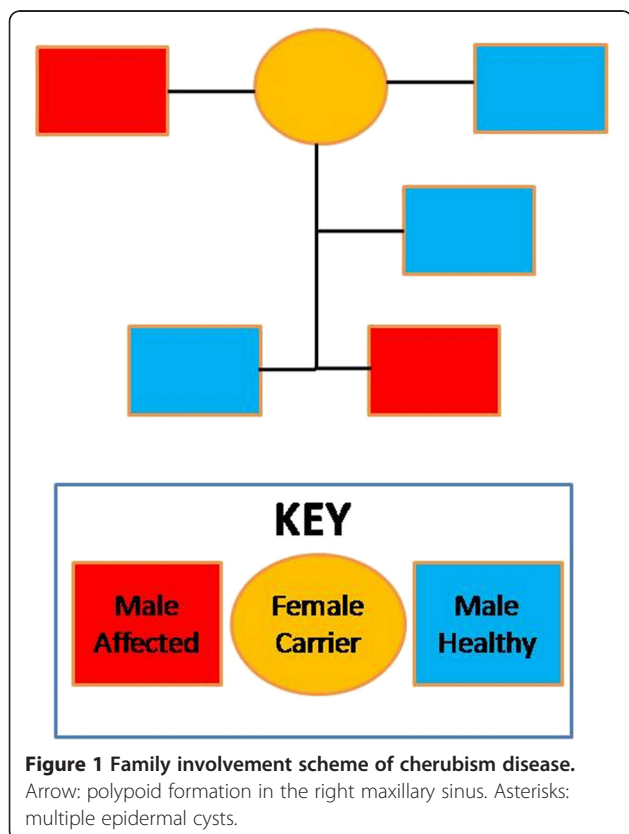 KEY
Male
Affected
Female
Carrier
Male
Healthy
Figure 1 Family involvement scheme of cherubism disease.
Arrow: polypoid formation in the right maxillary sinus. Asterisks:
multiple epidermal cysts.